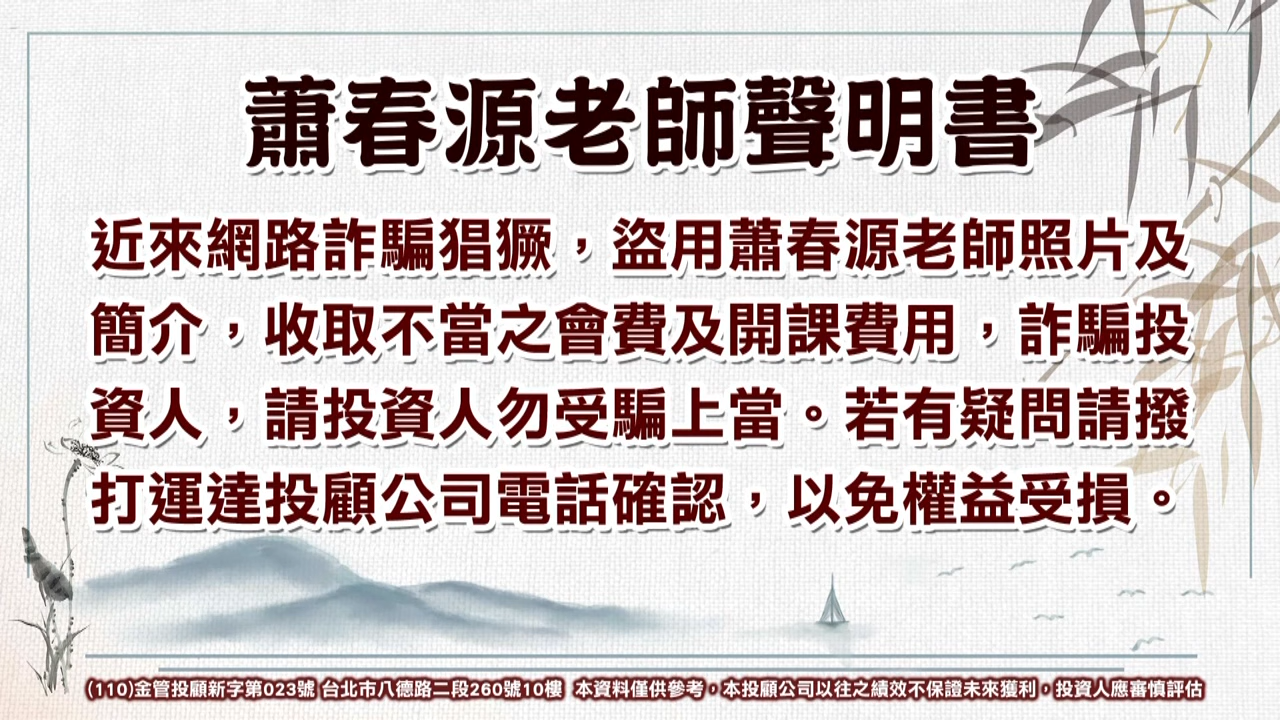 蕭春源老師聲明書
近來網路詐騙猖獗，盜用蕭春源老師照片及
簡介，收取不當之會費及開課費用，詐騙投
資人，請投資人勿受騙上當。若有疑問請撥
打運達投顧公司電話確認，以免權益受損。
(110)金管投顧新字第023號 台北市八德路二段260號10樓 本資料僅供參考，本投顧公司以往之績效不保證未來獲利，投資人應審慎評估